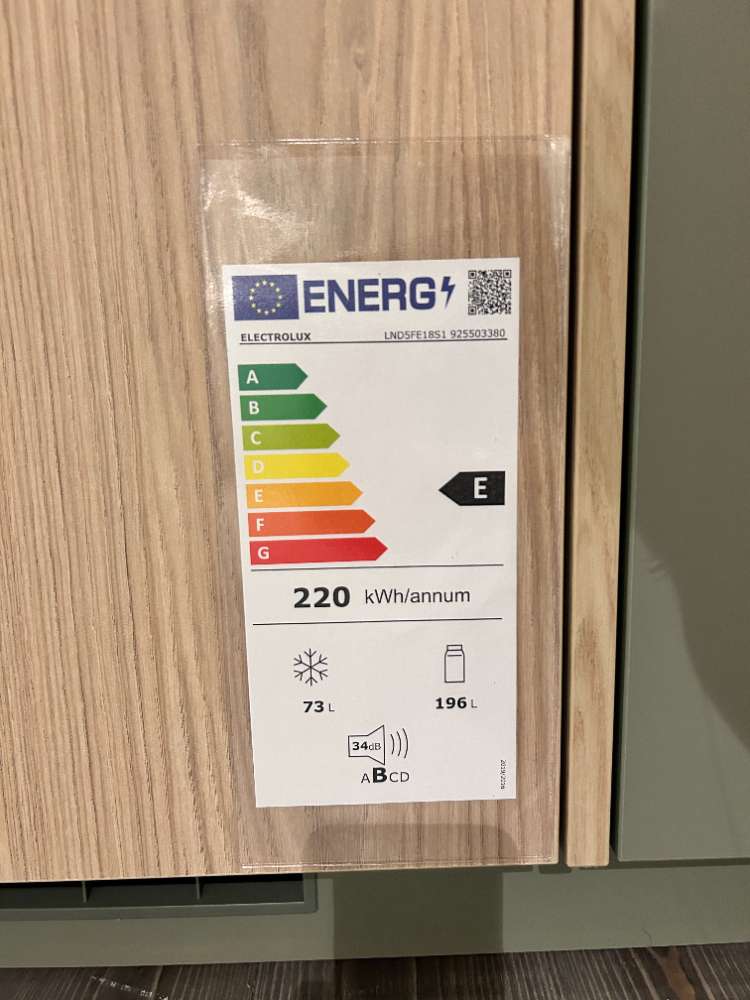 ENERG
ELECTROLUX LND5FE18S1 925503380
A
B
C
D
E
E
F
G
220 kWh/annum
73 L 196 L
34dB
ABCD
2019/2016